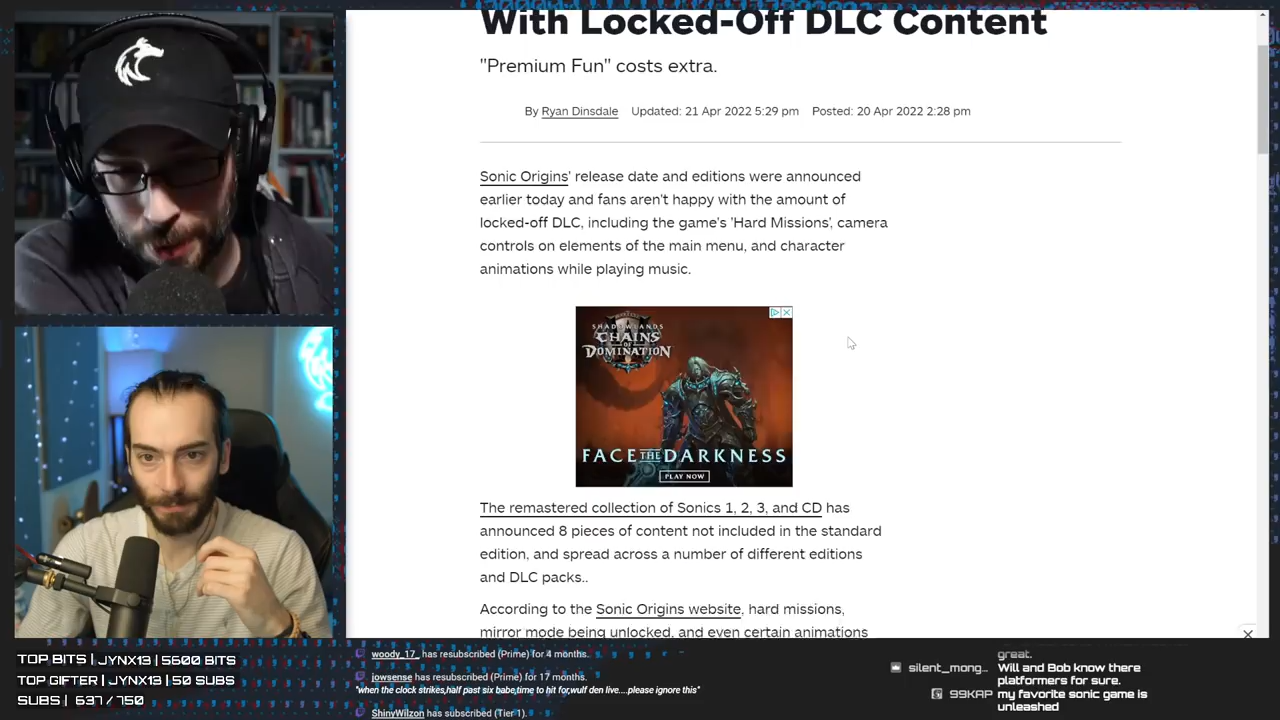 With Locked-Off DLC Content
"Premium Fun" costs extra.
By Ryan Dinsdale Updated: 21 Apr 2022 5:29 pm Posted: 20 Apr 2022 2:28 pm
Sonic Origins' release date and editions were announced
earlier today and fans aren't happy with the amount of
locked-off DLC, including the game's 'Hard Missions', camera
controls on elements of the main menu, and character
animations while playing music.
SHADOWLANDS
CHAINS
OF
DOMINATION
FACE THE DARKNESS
PLAY NOW
The remastered collection of Sonics 1, 2, 3, and CD has
announced 8 pieces of content not included in the standard
edition, and spread across a number of different editions
and DLC packs..
According to the Sonic Origins website, hard missions,
mirror mode being unlocked, and even certain animations
TOP BITS | JYNX13 | 5600 BITS
TOP GIFTER | JYNX13 | 50 SUBS
SUBS | 637 / 750
woody_17_ has resubscribed (Prime) for 4 months.
jowsense has resubscribed (Prime) for 17 months.
"when the clock strikes,half past six babe,time to hit for,wulf den live....please ignore this"
ShinyWilzon has subscribed (Tier 1).
great.
silent_mong... Will and Bob know there
platformers for sure.
99KAP my favorite sonic game is
unleashed